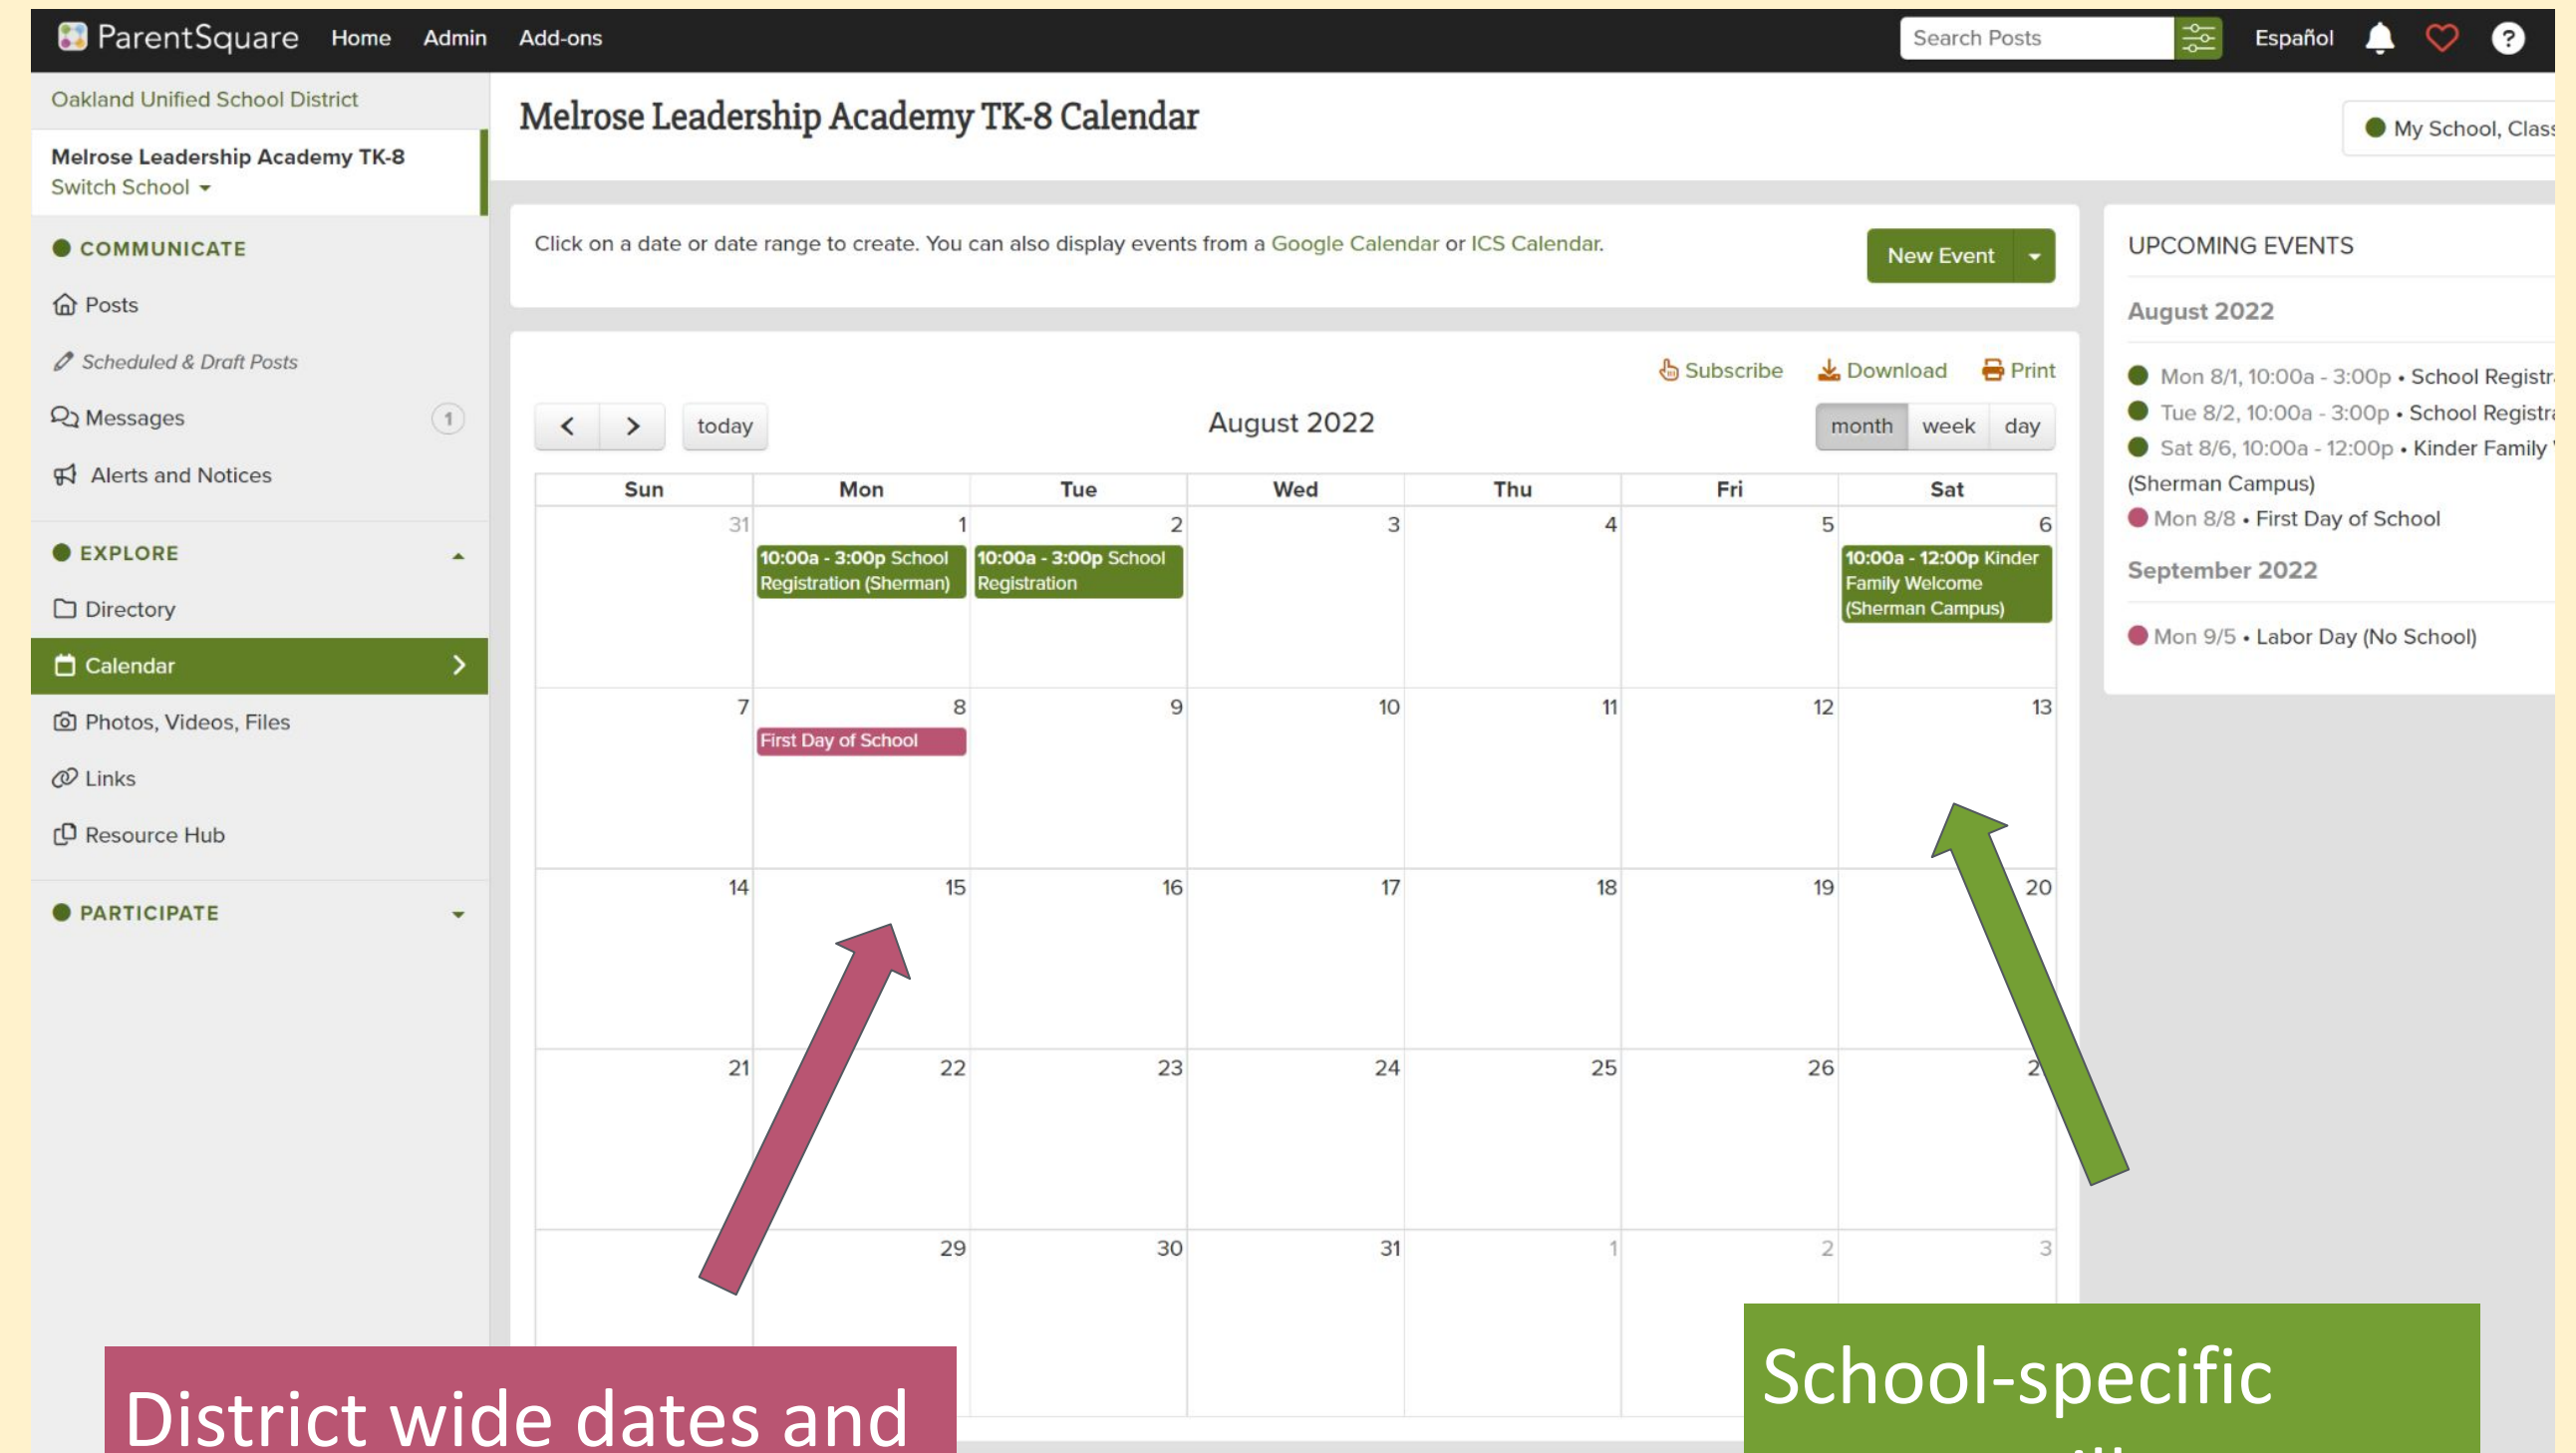 ParentSquare Home Admin Add-ons Search Posts Español ?
Oakland Unified School District
Melrose Leadership Academy TK-8
Switch School
COMMUNICATE
Posts
Scheduled & Draft Posts
Messages 1
Alerts and Notices
EXPLORE
Directory
Calendar
Photos, Videos, Files
Links
Resource Hub
PARTICIPATE
Melrose Leadership Academy TK-8 Calendar
My School, Class
Click on a date or date range to create. You can also display events from a Google Calendar or ICS Calendar.
New Event
Subscribe Download Print
< > today August 2022 month week day
Sun Mon Tue Wed Thu Fri Sat
31 1 2 3 4 5 6
10:00a - 3:00p School
Registration (Sherman)
10:00a - 3:00p School
Registration
10:00a - 12:00p Kinder
Family Welcome
(Sherman Campus)
7 8 9 10 11 12 13
First Day of School
14 15 16 17 18 19 20
21 22 23 24 25 26
29 30 31 1 2 3
UPCOMING EVENTS
August 2022
Mon 8/1, 10:00a - 3:00p • School Registr
Tue 8/2, 10:00a - 3:00p • School Registra
Sat 8/6, 10:00a - 12:00p • Kinder Family
(Sherman Campus)
Mon 8/8 • First Day of School
September 2022
Mon 9/5 • Labor Day (No School)
District wide dates and
School-specific